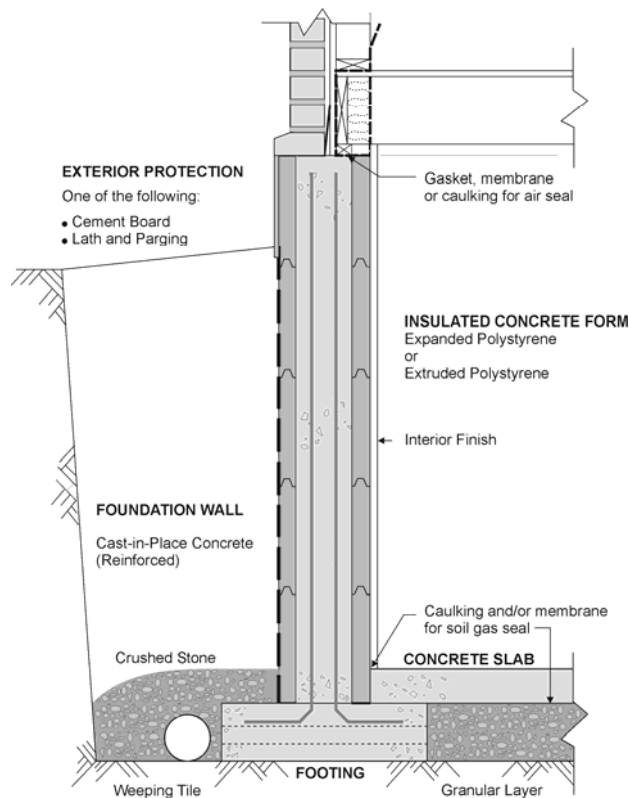 EXTERIOR PROTECTION
One of the following:
• Cement Board
• Lath and Parging
Gasket, membrane
or caulking for air seal
INSULATED CONCRETE FORM
Expanded Polystyrene
or
Extruded Polystyrene
Interior Finish
FOUNDATION WALL
Cast-in-Place Concrete
(Reinforced)
Caulking and/or membrane
for soil gas seal
Crushed Stone
CONCRETE SLAB
FOOTING
Weeping Tile
Granular Layer